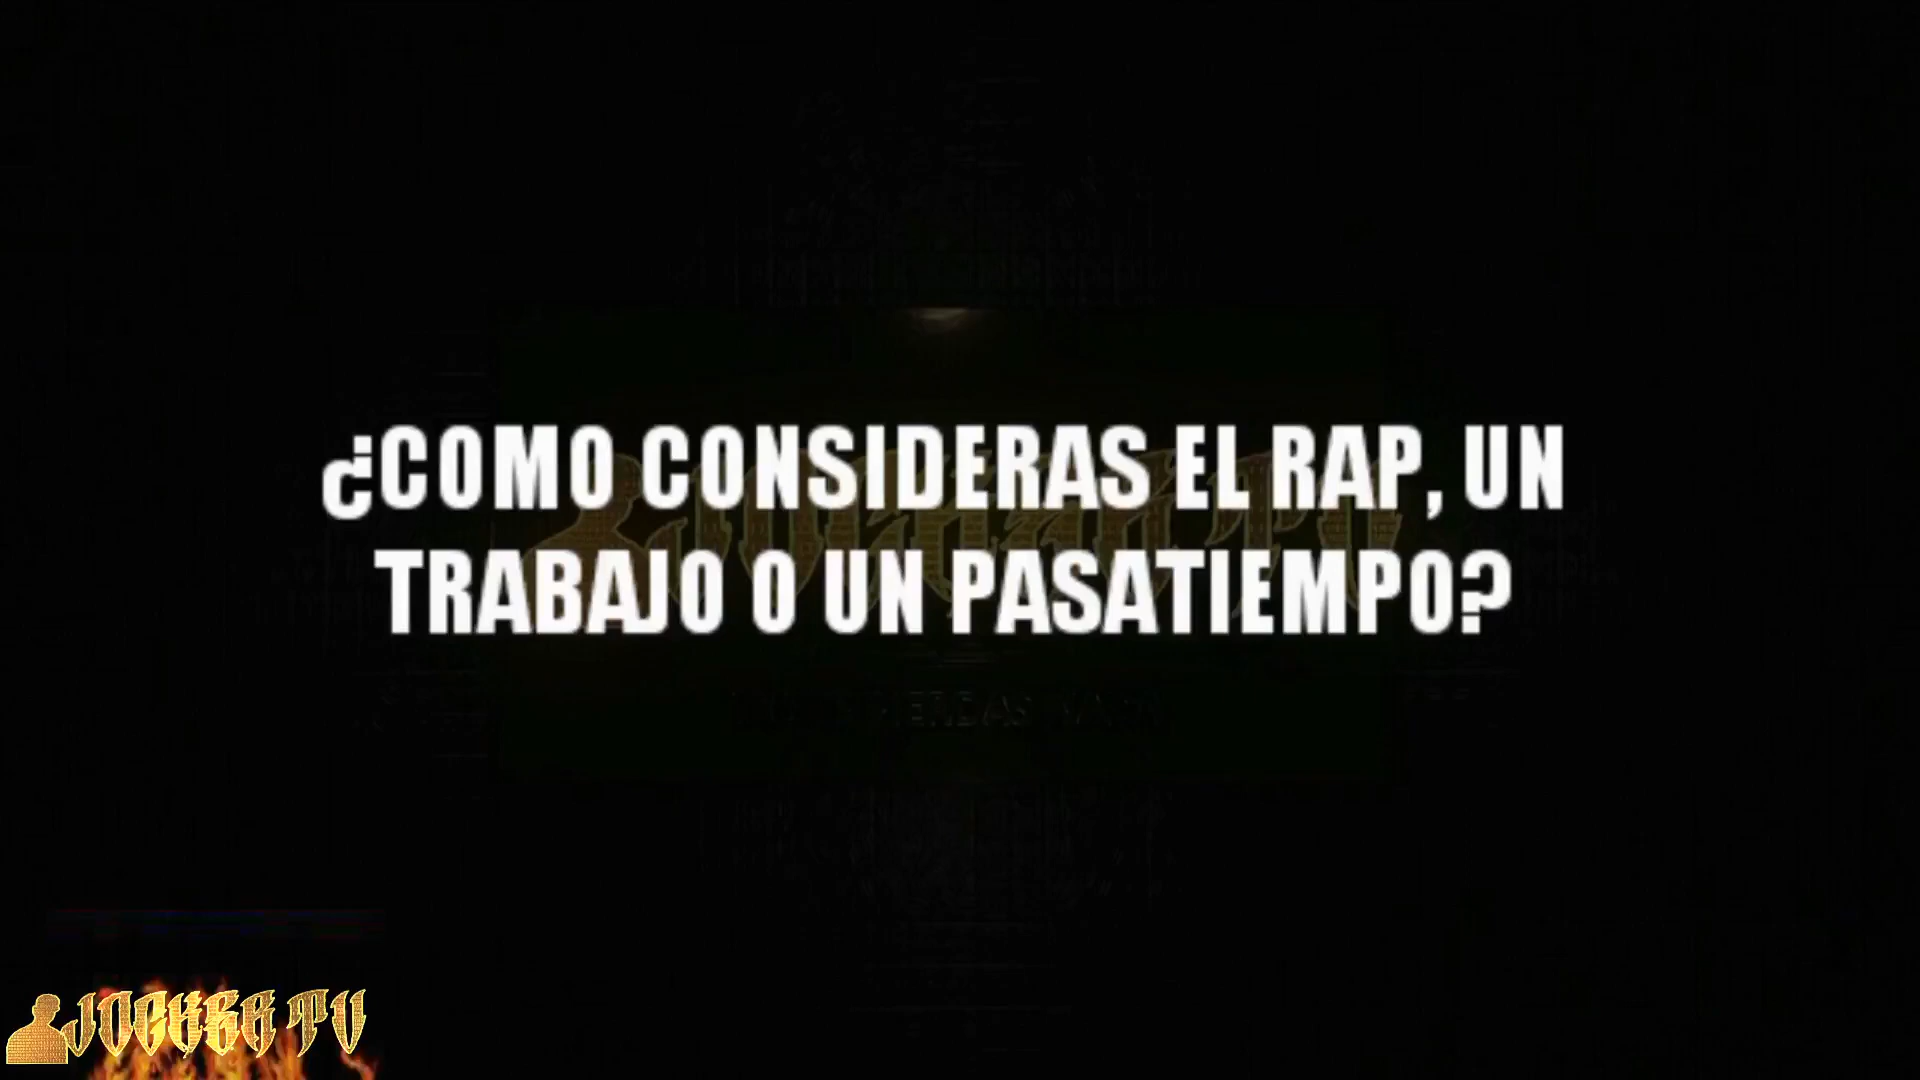 ¿COMO CONSIDERAS EL RAP, UN
TRABAJO O UN PASATIEMPO?
JOCKER TV